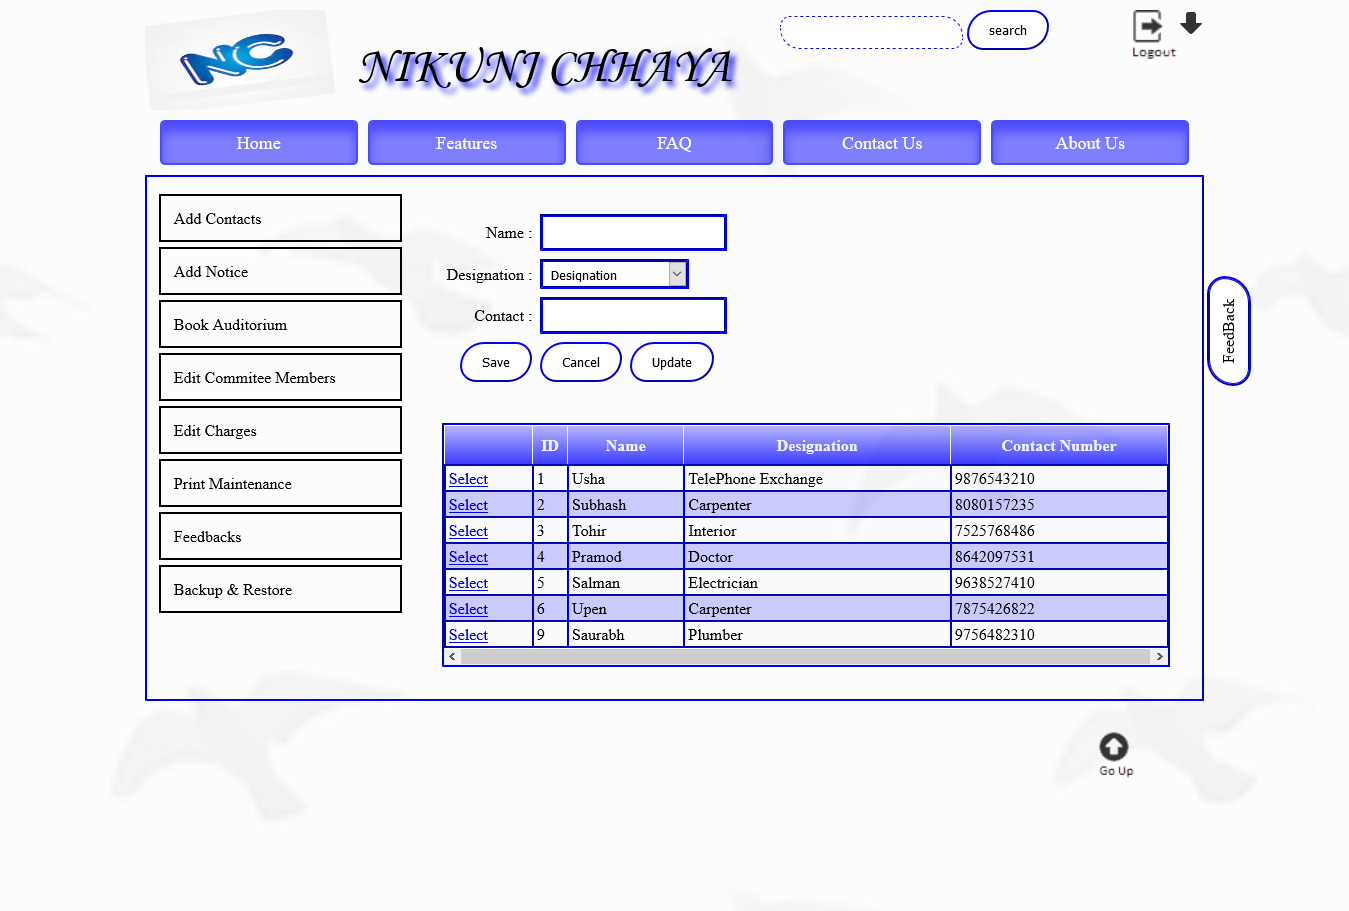 NC
NIKUNJ CHHAYA
search
Logout
Home Features FAQ Contact Us About Us
Add Contacts
Add Notice
Book Auditorium
Edit Commitee Members
Edit Charges
Print Maintenance
Feedbacks
Backup & Restore
Name :
Designation : Designation
Contact :
Save Cancel Update
ID Name Designation Contact Number
Select 1 Usha TelePhone Exchange 9876543210
Select 2 Subhash Carpenter 8080157235
Select 3 Tohir Interior 7525768486
Select 4 Pramod Doctor 8642097531
Select 5 Salman Electrician 9638527410
Select 6 Upen Carpenter 7875426822
Select 9 Saurabh Plumber 9756482310
FeedBack
Go Up